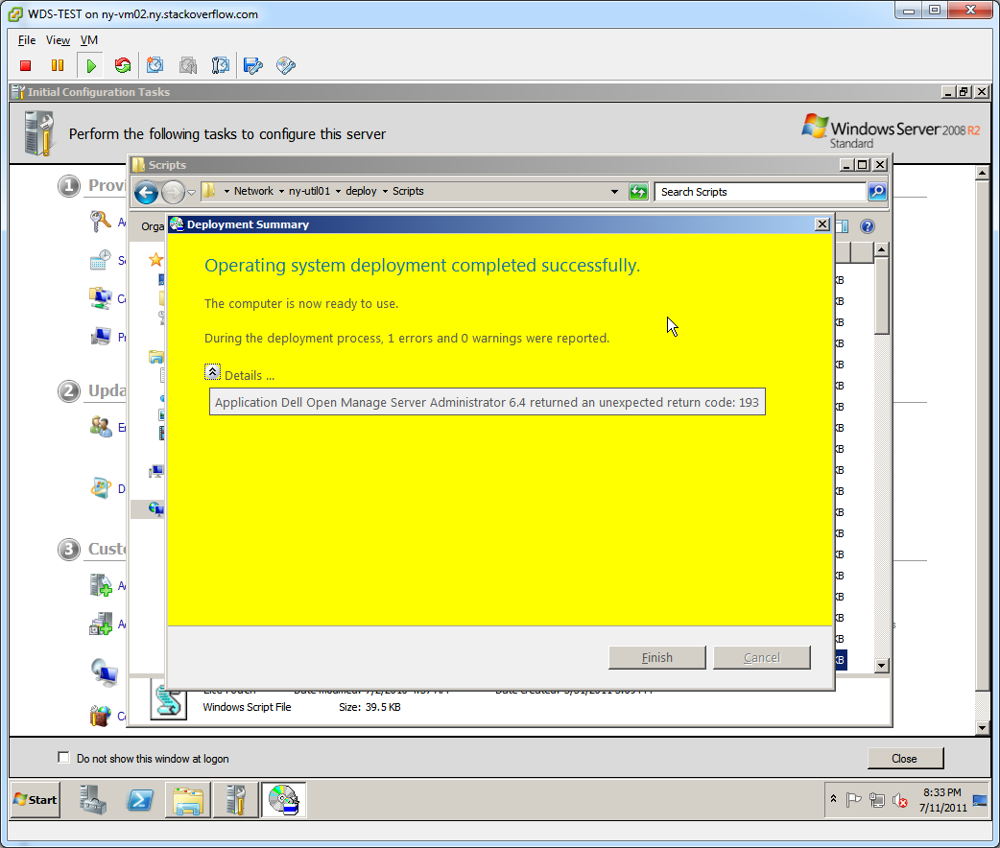 WDS-TEST on ny-vm02.ny.stackoverflow.com
File View VM
Initial Configuration Tasks
Perform the following tasks to configure this server
Windows Server 2008 R2
Standard
Scripts
1 Provi
Network ny-util01 deploy Scripts
Search Scripts
Orga
Deployment Summary
Operating system deployment completed successfully.
The computer is now ready to use.
During the deployment process, 1 errors and 0 warnings were reported.
Details ...
Application Dell Open Manage Server Administrator 6.4 returned an unexpected return code: 193
2 Upda
3 Custo
KB
Finish
Cancel
Windows Script File
Size: 39.5 KB
Do not show this window at logon
Close
Start
8:33 PM
7/11/2011